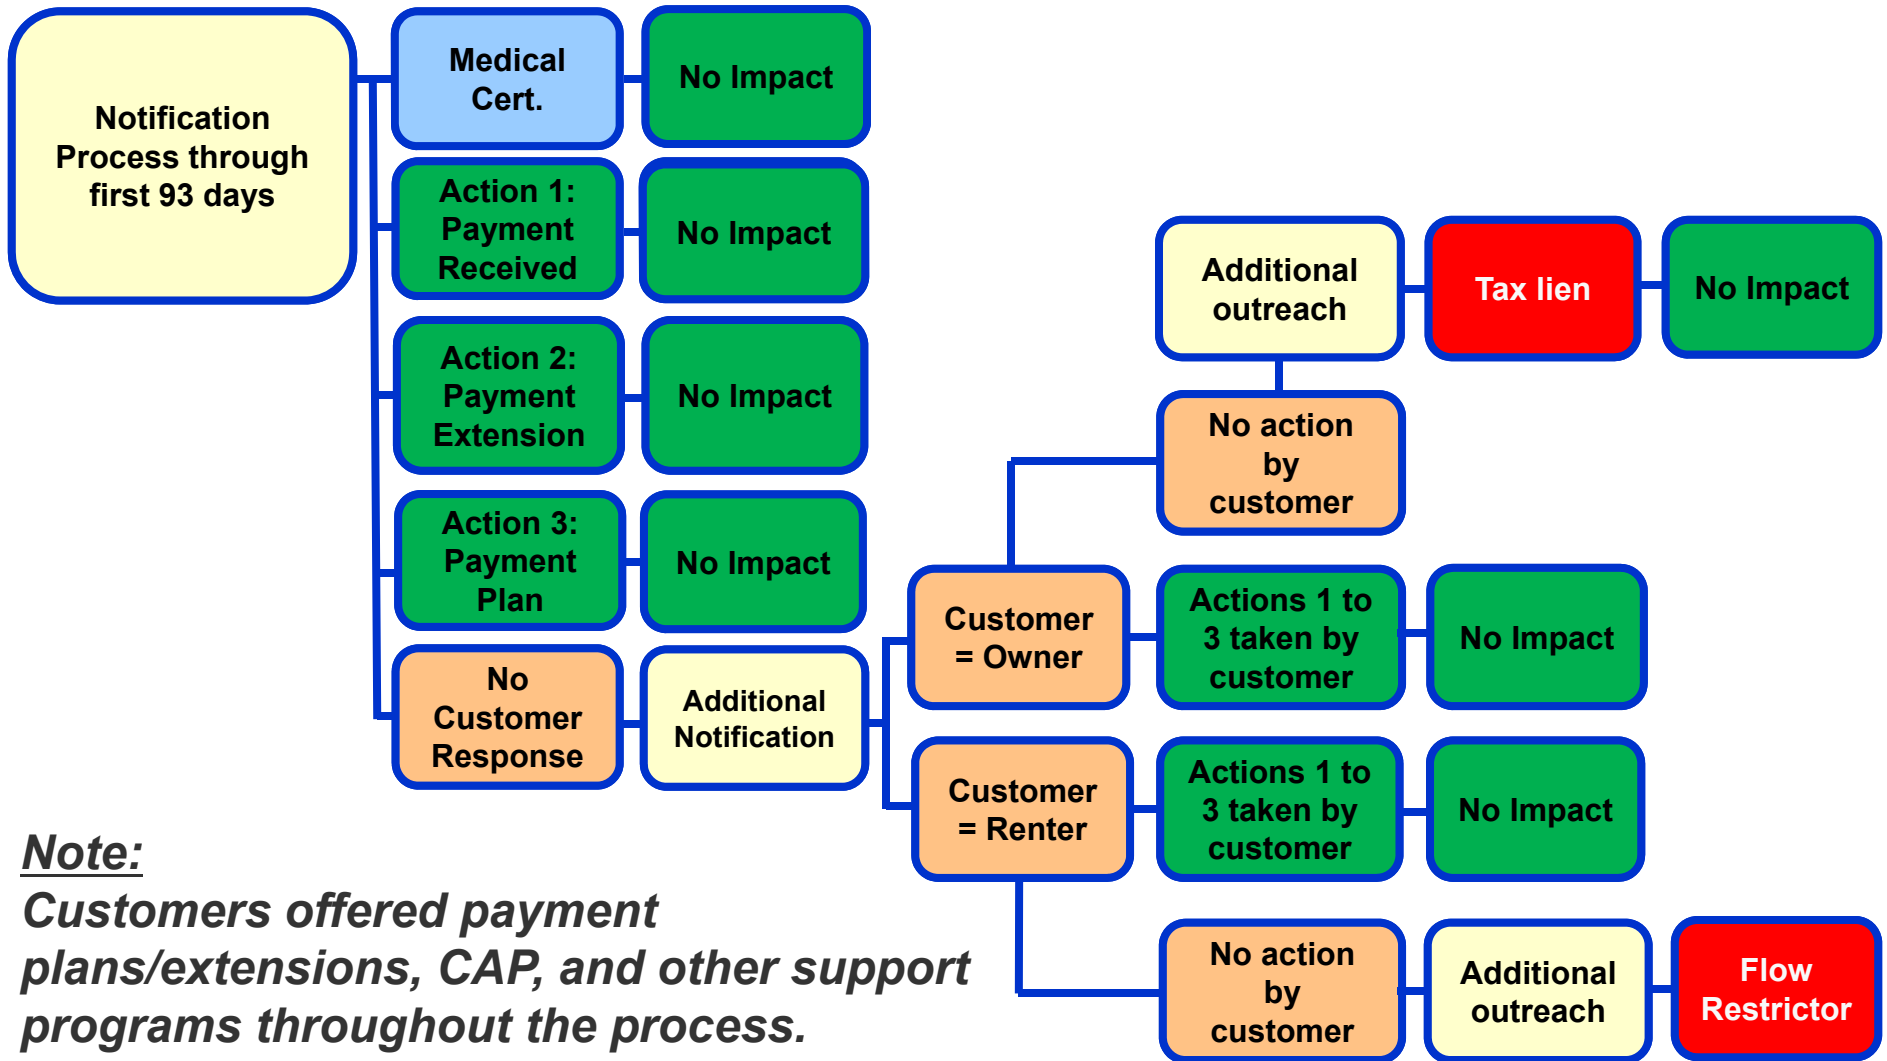 Notification
Process through
first 93 days
Medical
Cert.
No Impact
Action 1:
Payment
Received
No Impact
Action 2:
Payment
Extension
No Impact
Action 3:
Payment
Plan
No Impact
No
Customer
Response
Additional
Notification
Customer
= Owner
No action
by
customer
Additional
outreach
Tax lien
No Impact
Actions 1 to
3 taken by
customer
No Impact
Customer
= Renter
Actions 1 to
3 taken by
customer
No Impact
No action
by
customer
Additional
outreach
Flow
Restrictor
Note:
Customers offered payment
plans/extensions, CAP, and other support
programs throughout the process.